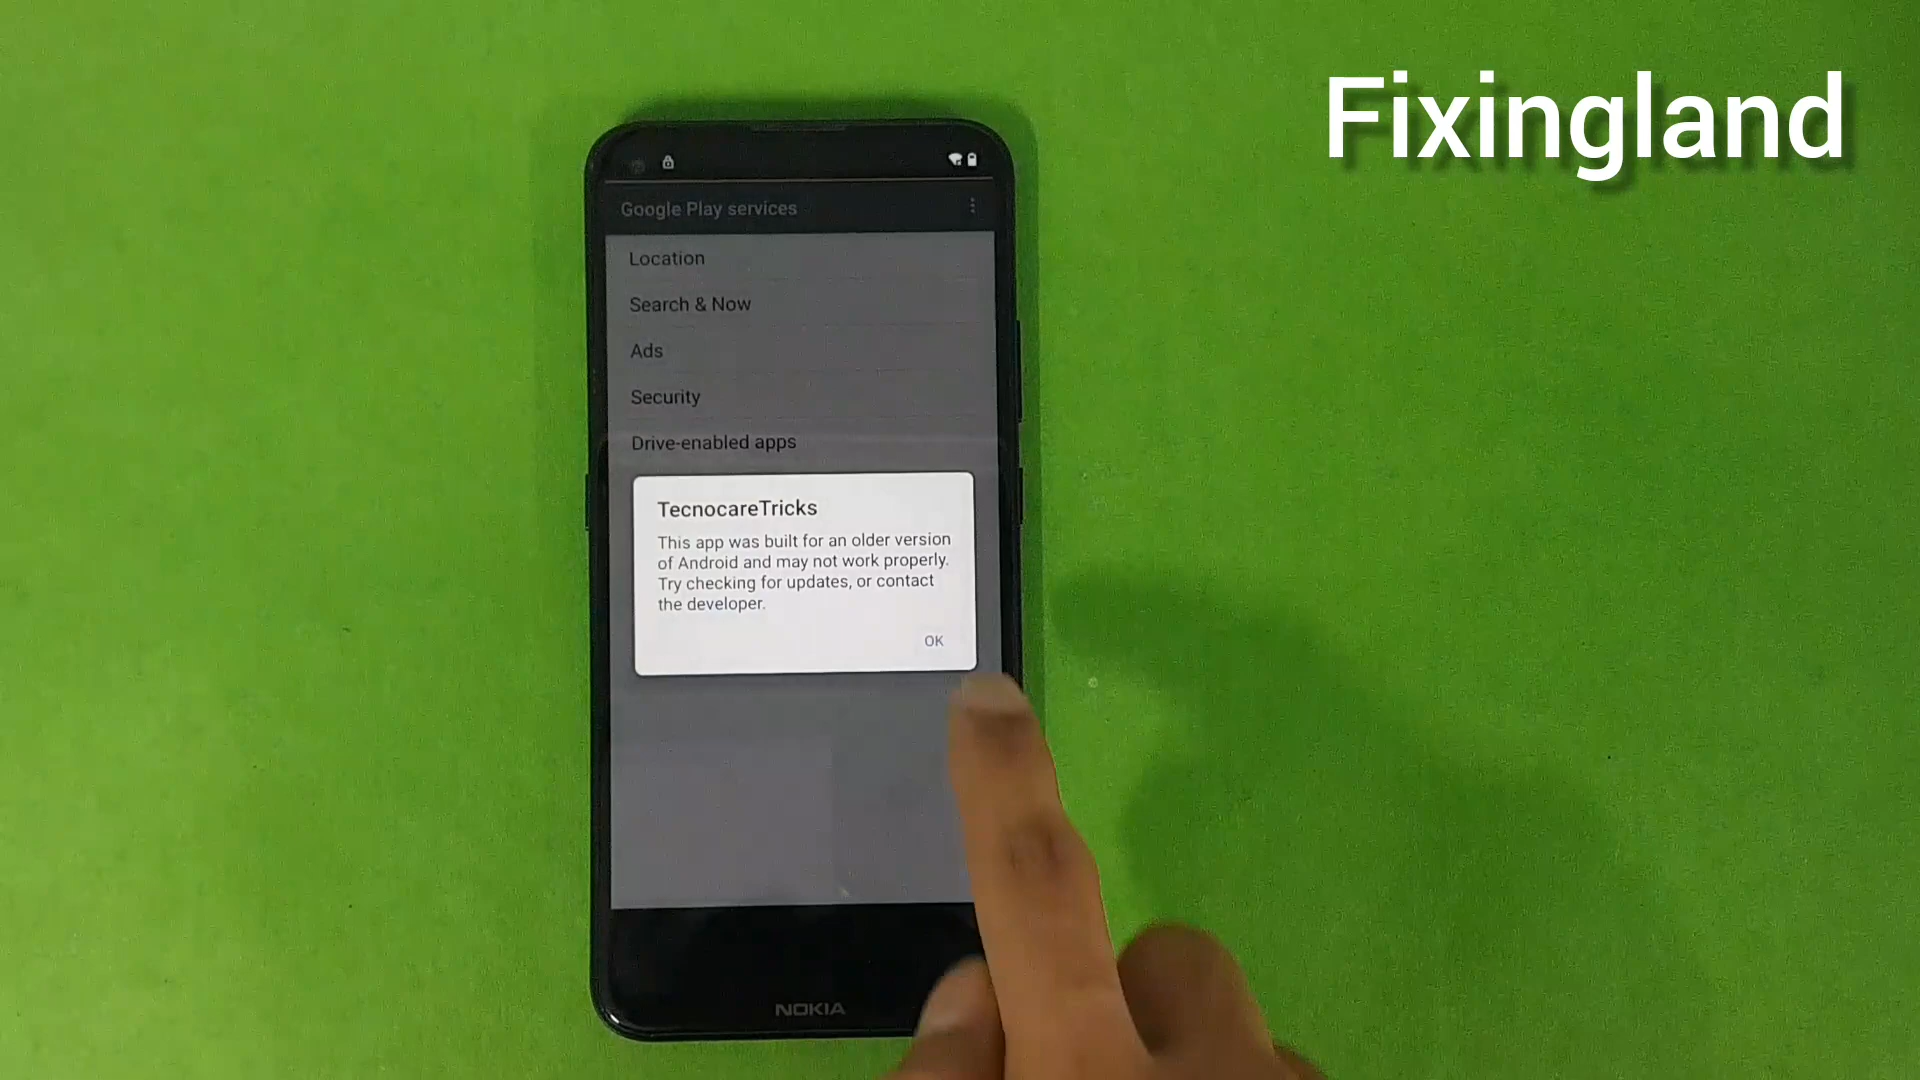 Fixingland
Google Play services
Location
Search & Now
Ads
Security
Drive-enabled apps
TecnocareTricks
This app was built for an older version
of Android and may not work properly.
Try checking for updates, or contact
the developer.
OK
NOKIA